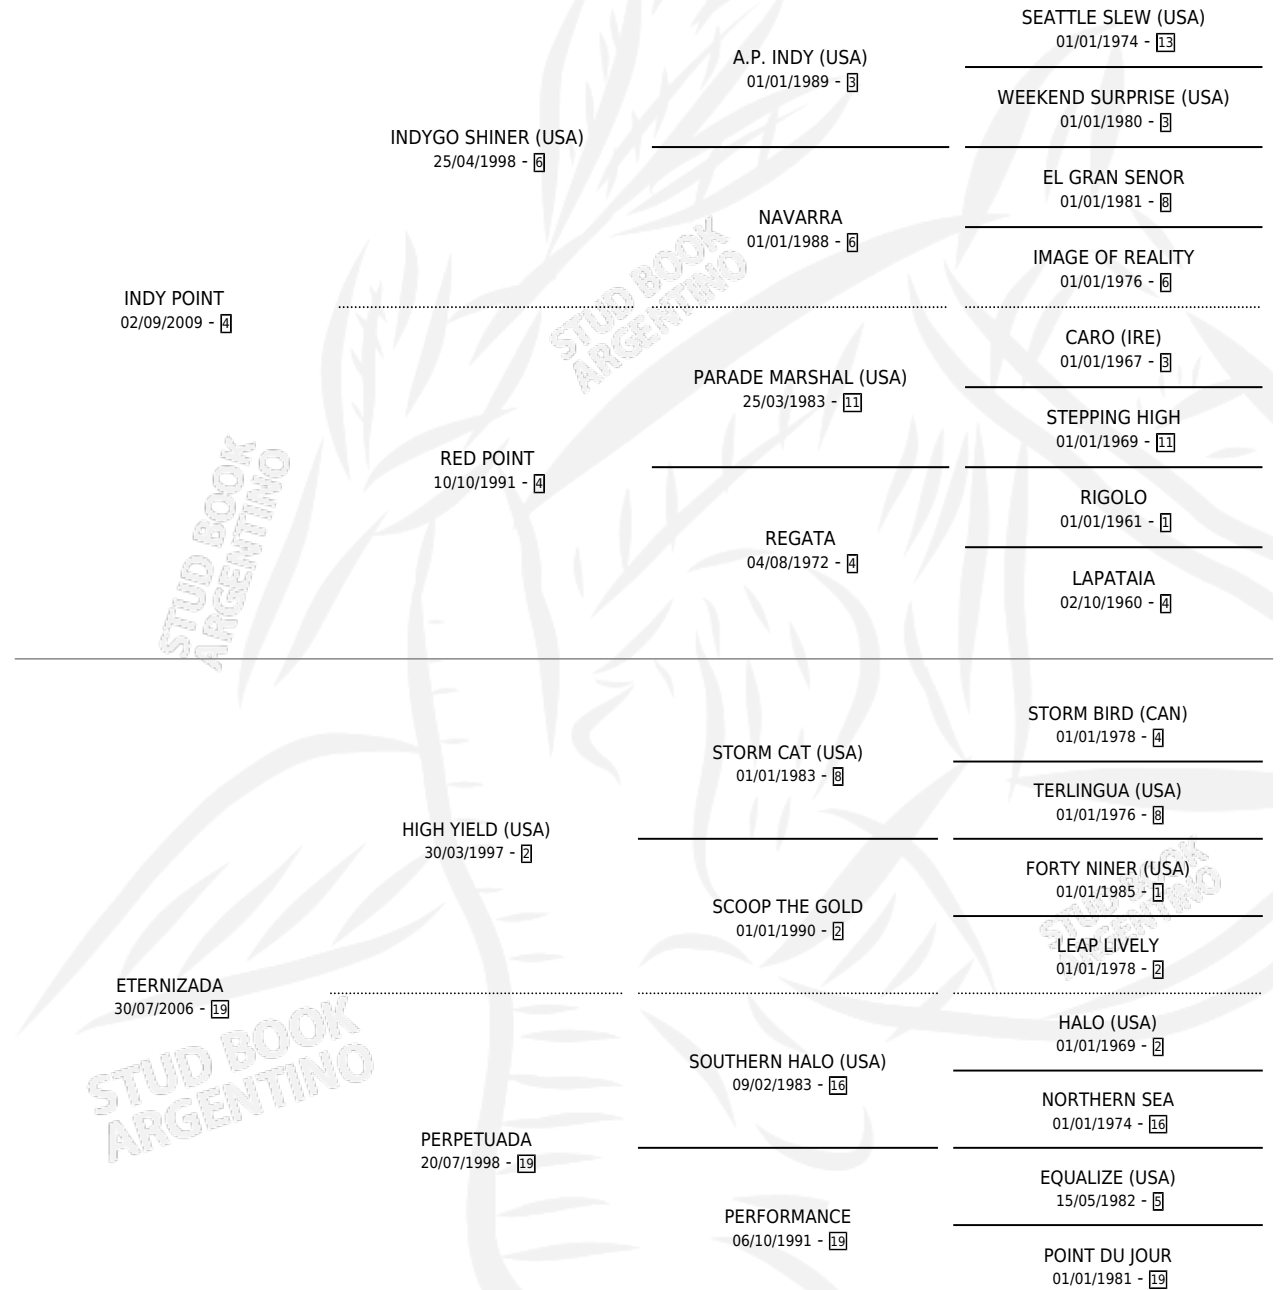 SEATTLE SLEW (USA)
01/01/1974 - 13
A.P. INDY (USA)
01/01/1989 - 3
WEEKEND SURPRISE (USA)
01/01/1980 - 3
INDYGO SHINER (USA)
25/04/1998 - 6
EL GRAN SENOR
01/01/1981 - 8
NAVARRA
01/01/1988 - 6
IMAGE OF REALITY
01/01/1976 - 6
INDY POINT
02/09/2009 - 4
CARO (IRE)
01/01/1967 - 3
PARADE MARSHAL (USA)
25/03/1983 - 11
STEPPING HIGH
01/01/1969 - 11
RED POINT
10/10/1991 - 4
RIGOLO
01/01/1961 - 1
REGATA
04/08/1972 - 4
LAPATAIA
02/10/1960 - 4
STUD BOOK
ARGENTINO
STUD BOOK
ARGENTINO
STORM BIRD (CAN)
01/01/1978 - 4
STORM CAT (USA)
01/01/1983 - 8
TERLINGUA (USA)
01/01/1976 - 8
HIGH YIELD (USA)
30/03/1997 - 2
FORTY NINER (USA)
01/01/1985 - 1
SCOOP THE GOLD
01/01/1990 - 2
LEAP LIVELY
01/01/1978 - 2
ETERNIZADA
30/07/2006 - 19
HALO (USA)
01/01/1969 - 2
SOUTHERN HALO (USA)
09/02/1983 - 16
NORTHERN SEA
01/01/1974 - 16
PERPETUADA
20/07/1998 - 19
EQUALIZE (USA)
15/05/1982 - 5
PERFORMANCE
06/10/1991 - 19
POINT DU JOUR
01/01/1981 - 19
STUD BOOK
ARGENTINO
STUD BOOK
ARGENTINO